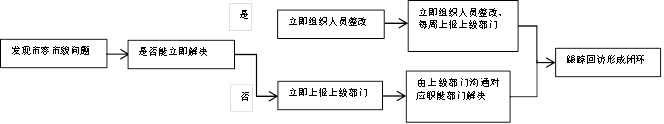 是
立即组织人员整改
立即组织人员整改、
每周上报上级部门
发现市容市貌问题
是否能立即解决
跟踪回访形成闭环
否
立即上报上级部门
由上级部门沟通对
应职能部门解决